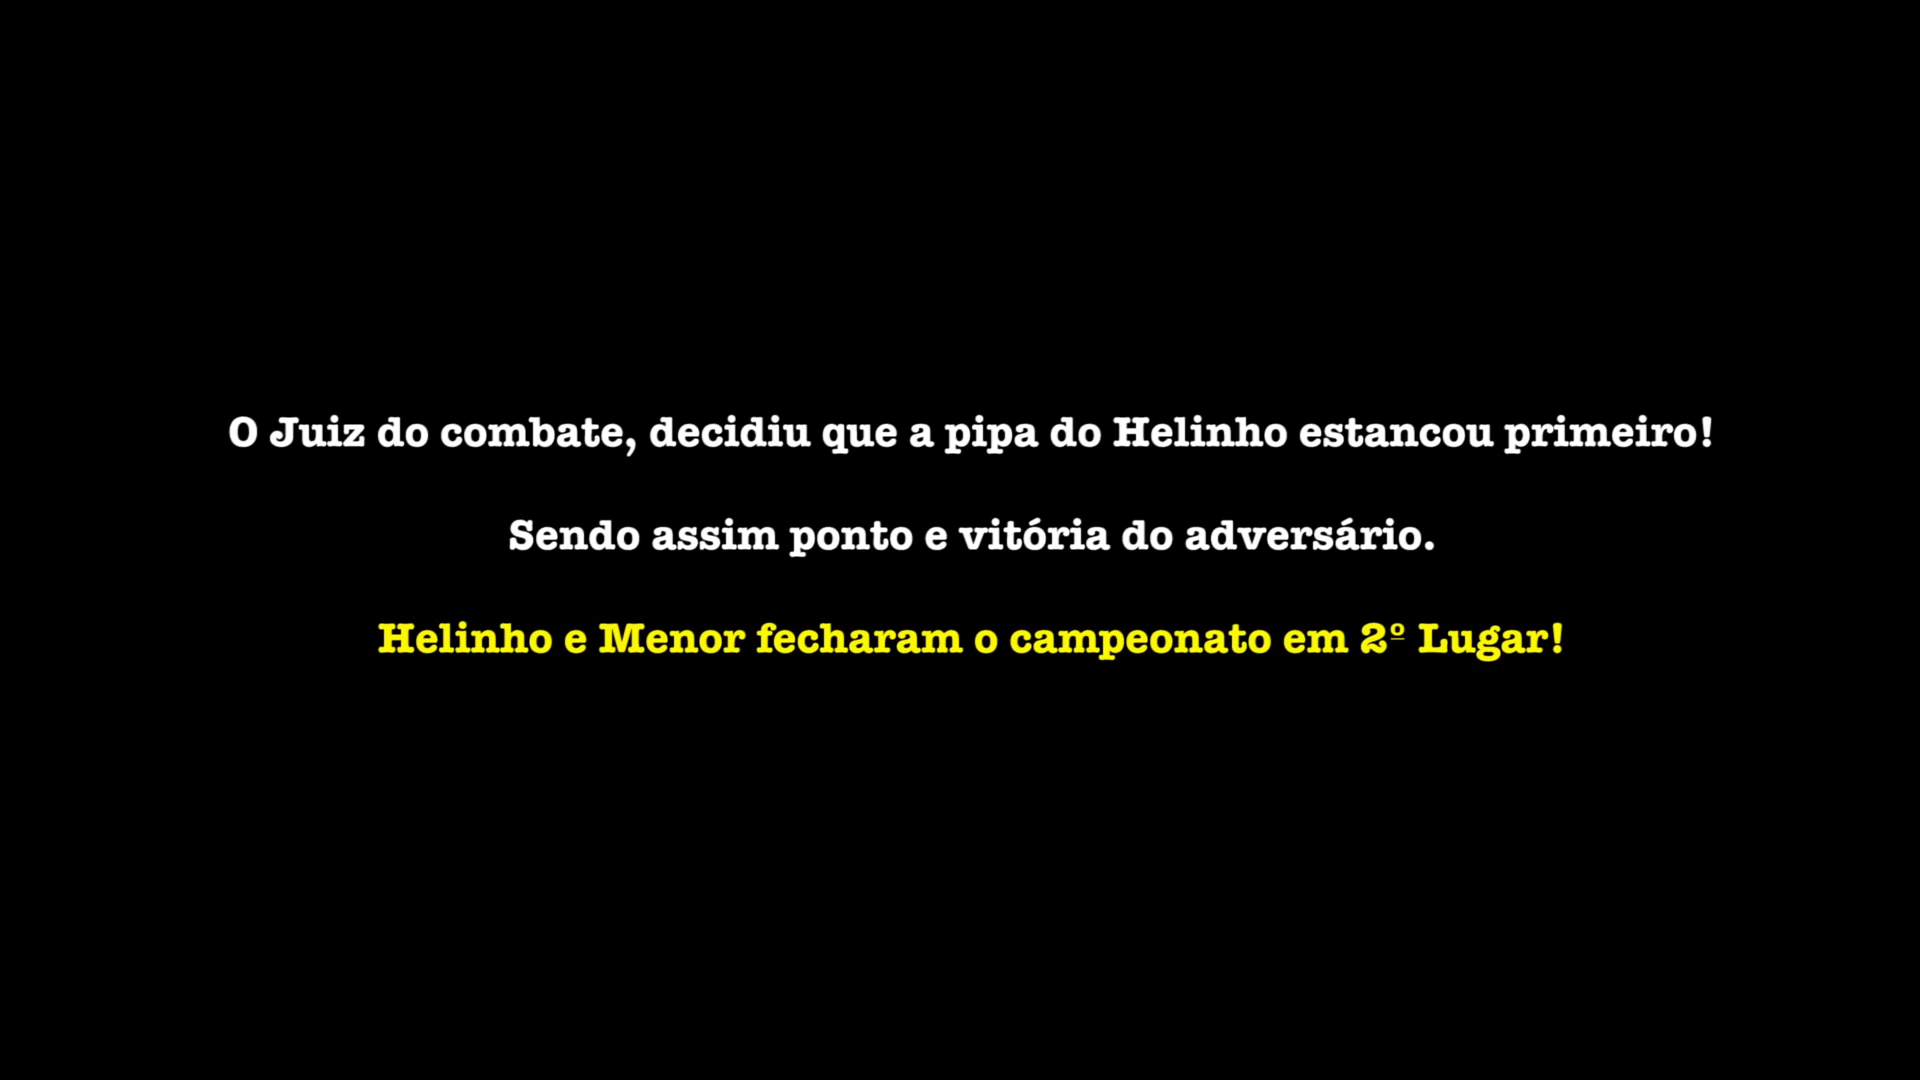 O Juiz do combate, decidiu que a pipa do Helinho estancou primeiro!
Sendo assim ponto e vitória do adversário.
Helinho e Menor fecharam o campeonato em 2º Lugar!